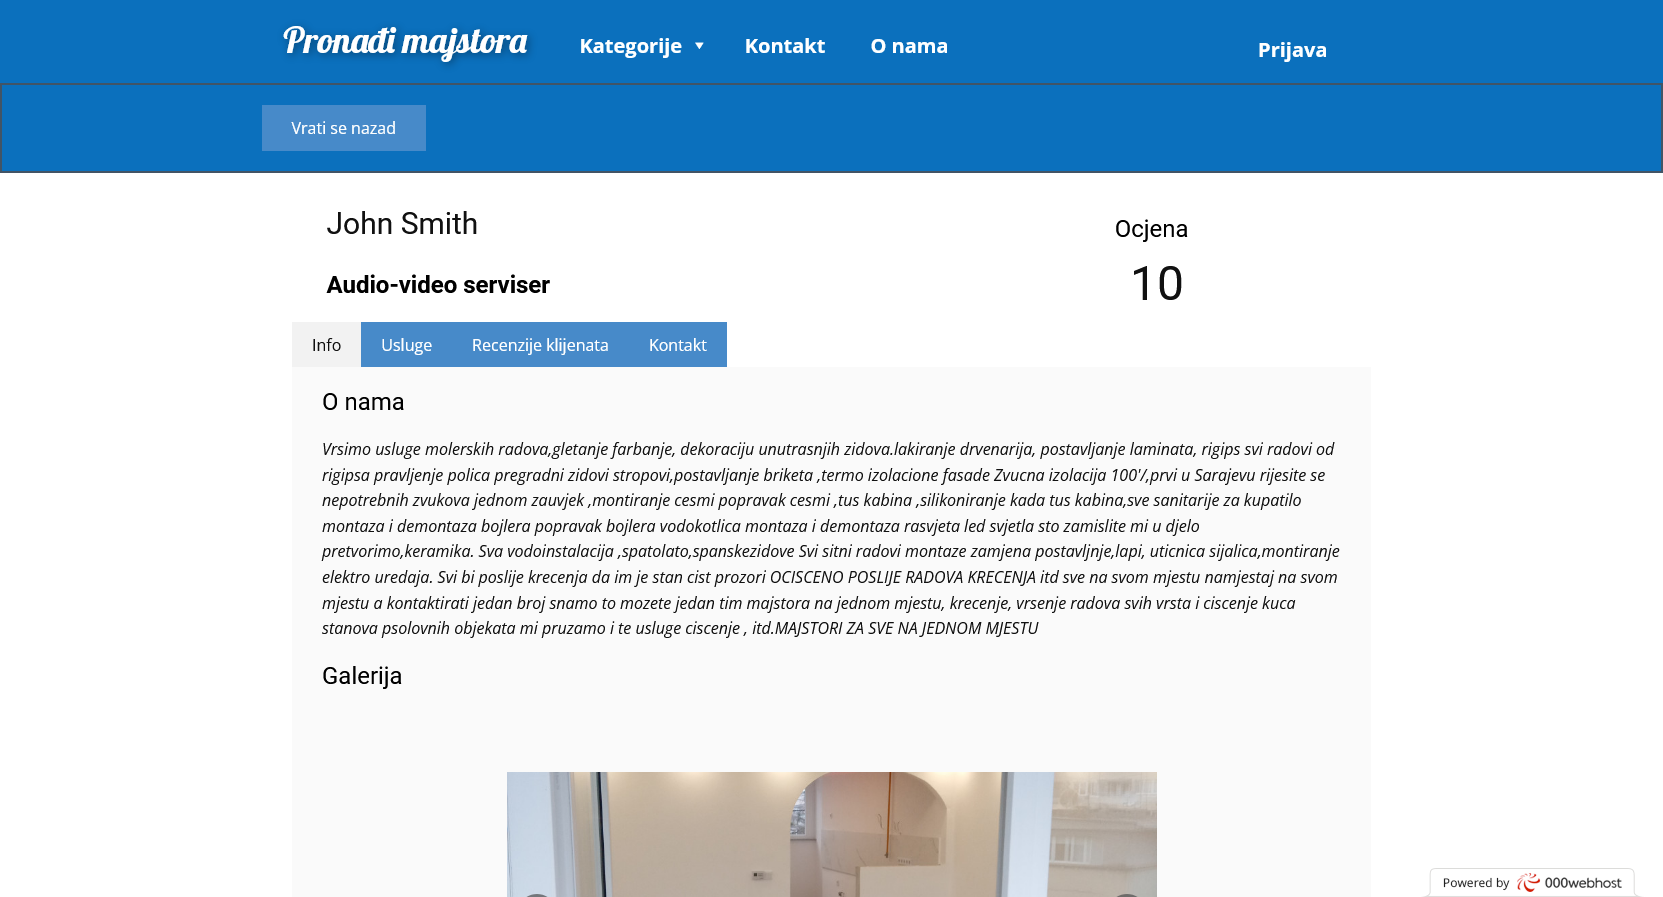 Pronađi majstora
Kategorije
Kontakt
O nama
Prijava
Vrati se nazad
John Smith
Ocjena
Audio-video serviser
10
Info
Usluge
Recenzije klijenata
Kontakt
O nama
Vrsimo usluge molerskih radova,gletanje farbanje, dekoraciju unutrasnjih zidova.lakiranje drvenarija, postavljanje laminata, rigips svi radovi od
rigipsa pravljenje polica pregradni zidovi stropovi,postavljanje briketa ,termo izolacione fasade Zvucna izolacija 100'/,prvi u Sarajevu rijesite se
nepotrebnih zvukova jednom zauvjek ,montiranje cesmi popravak cesmi ,tus kabina ,silikoniranje kada tus kabina,sve sanitarije za kupatilo
montaza i demontaza bojlera popravak bojlera vodokotlica montaza i demontaza rasvjeta led svjetla sto zamislite mi u djelo
pretvorimo,keramika. Sva vodoinstalacija ,spatolato,spanskezidove Svi sitni radovi montaze zamjena postavljnje,lapi, uticnica sijalica,montiranje
elektro uredaja. Svi bi poslije krecenja da im je stan cist prozori OCISCENO POSLIJE RADOVA KRECENJA itd sve na svom mjestu namjestaj na svom
mjestu a kontaktirati jedan broj snamo to mozete jedan tim majstora na jednom mjestu, krecenje, vrsenje radova svih vrsta i ciscenje kuca
stanova psolovnih objekata mi pruzamo i te usluge ciscenje , itd.MAJSTORI ZA SVE NA JEDNOM MJESTU
Galerija
Powered by 000webhost